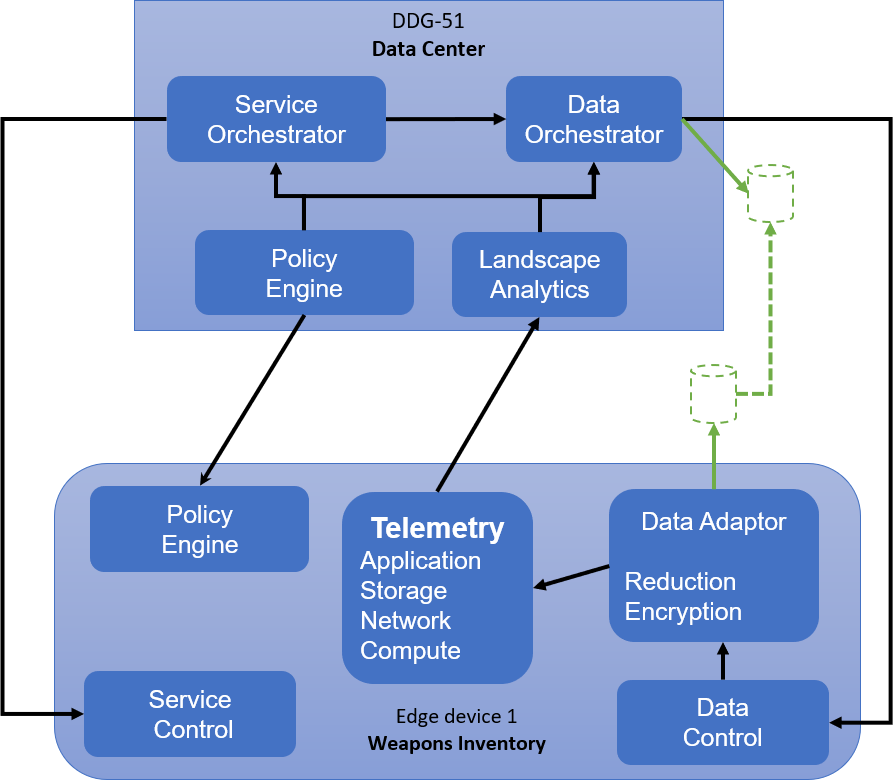 DDG-51
Data Center
Service
Orchestrator
Data
Orchestrator
Policy
Engine
Landscape
Analytics
Policy
Engine
Telemetry
Application
Storage
Network
Compute
Data Adaptor
Reduction
Encryption
Service
Control
Edge device 1
Weapons Inventory
Data
Control